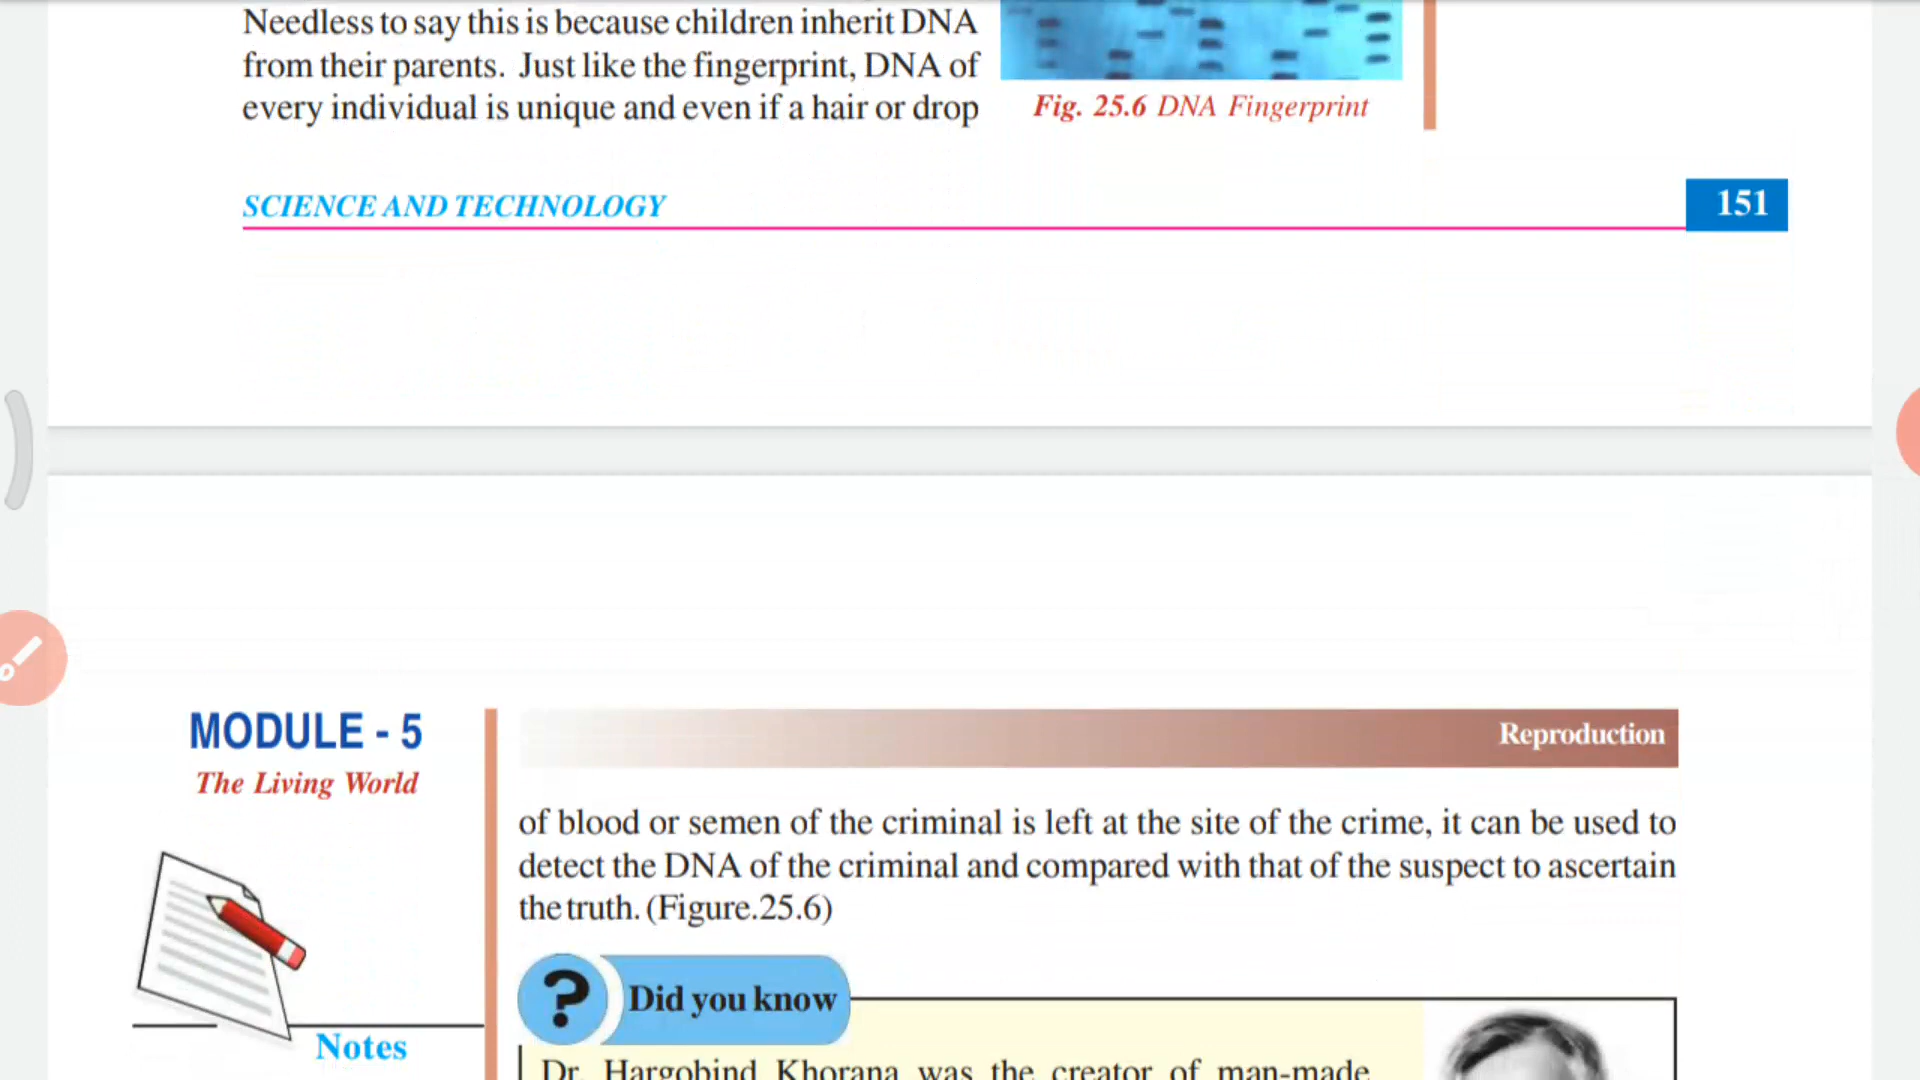 Needless to say this is because children inherit DNA
from their parents. Just like the fingerprint, DNA of
every individual is unique and even if a hair or drop
Fig. 25.6 DNA Fingerprint
SCIENCE AND TECHNOLOGY
151
MODULE - 5
The Living World
Notes
Reproduction
of blood or semen of the criminal is left at the site of the crime, it can be used to
detect the DNA of the criminal and compared with that of the suspect to ascertain
the truth. (Figure.25.6)
? Did you know
Dr. Hargobind Khorana was the creator of man-made